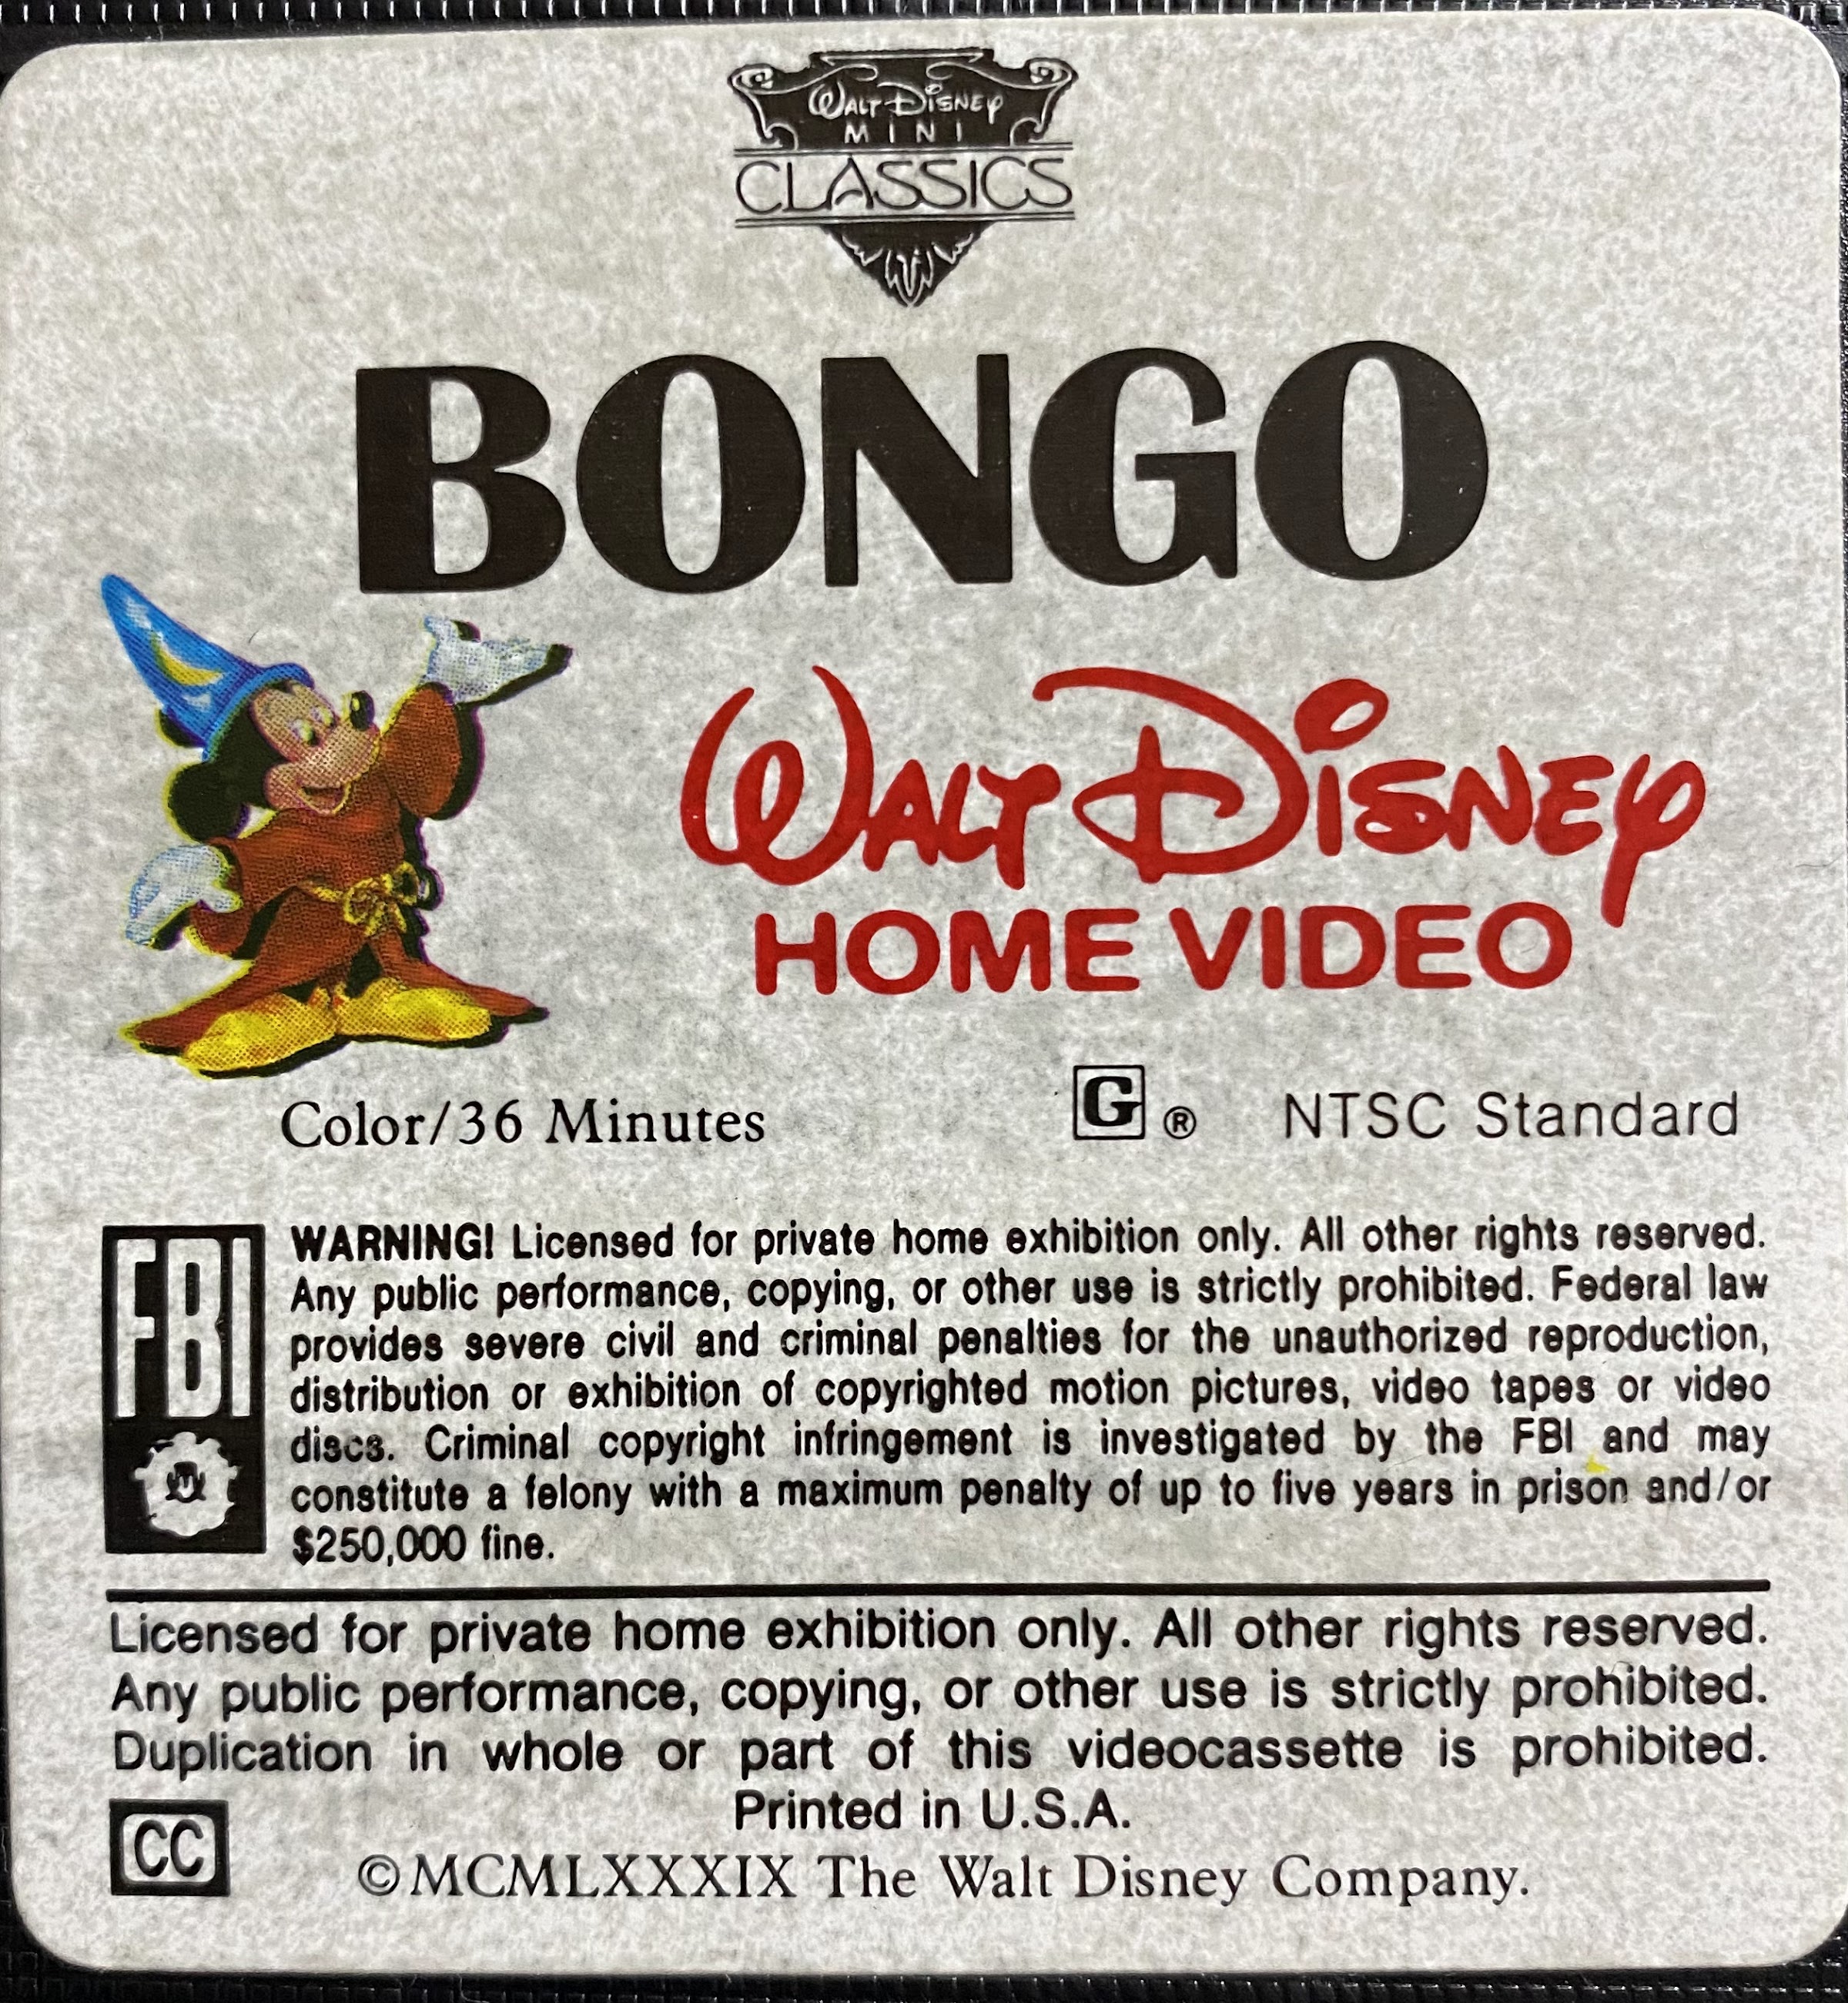 WALT DISNEY
MINI
CLASSICS
BONGO
WALT DISNEY
HOME VIDEO
Color/36 Minutes
G ® NTSC Standard
FBI
WARNING! Licensed for private home exhibition only. All other rights reserved.
Any public performance, copying, or other use is strictly prohibited. Federal law
provides severe civil and criminal penalties for the unauthorized reproduction,
distribution or exhibition of copyrighted motion pictures, video tapes or video
discs. Criminal copyright infringement is investigated by the FBI and may
constitute a felony with a maximum penalty of up to five years in prison and/or
$250,000 fine.
Licensed for private home exhibition only. All other rights reserved.
Any public performance, copying, or other use is strictly prohibited.
Duplication in whole or part of this videocassette is prohibited.
Printed in U.S.A.
CC
©MCMLXXXIX The Walt Disney Company.